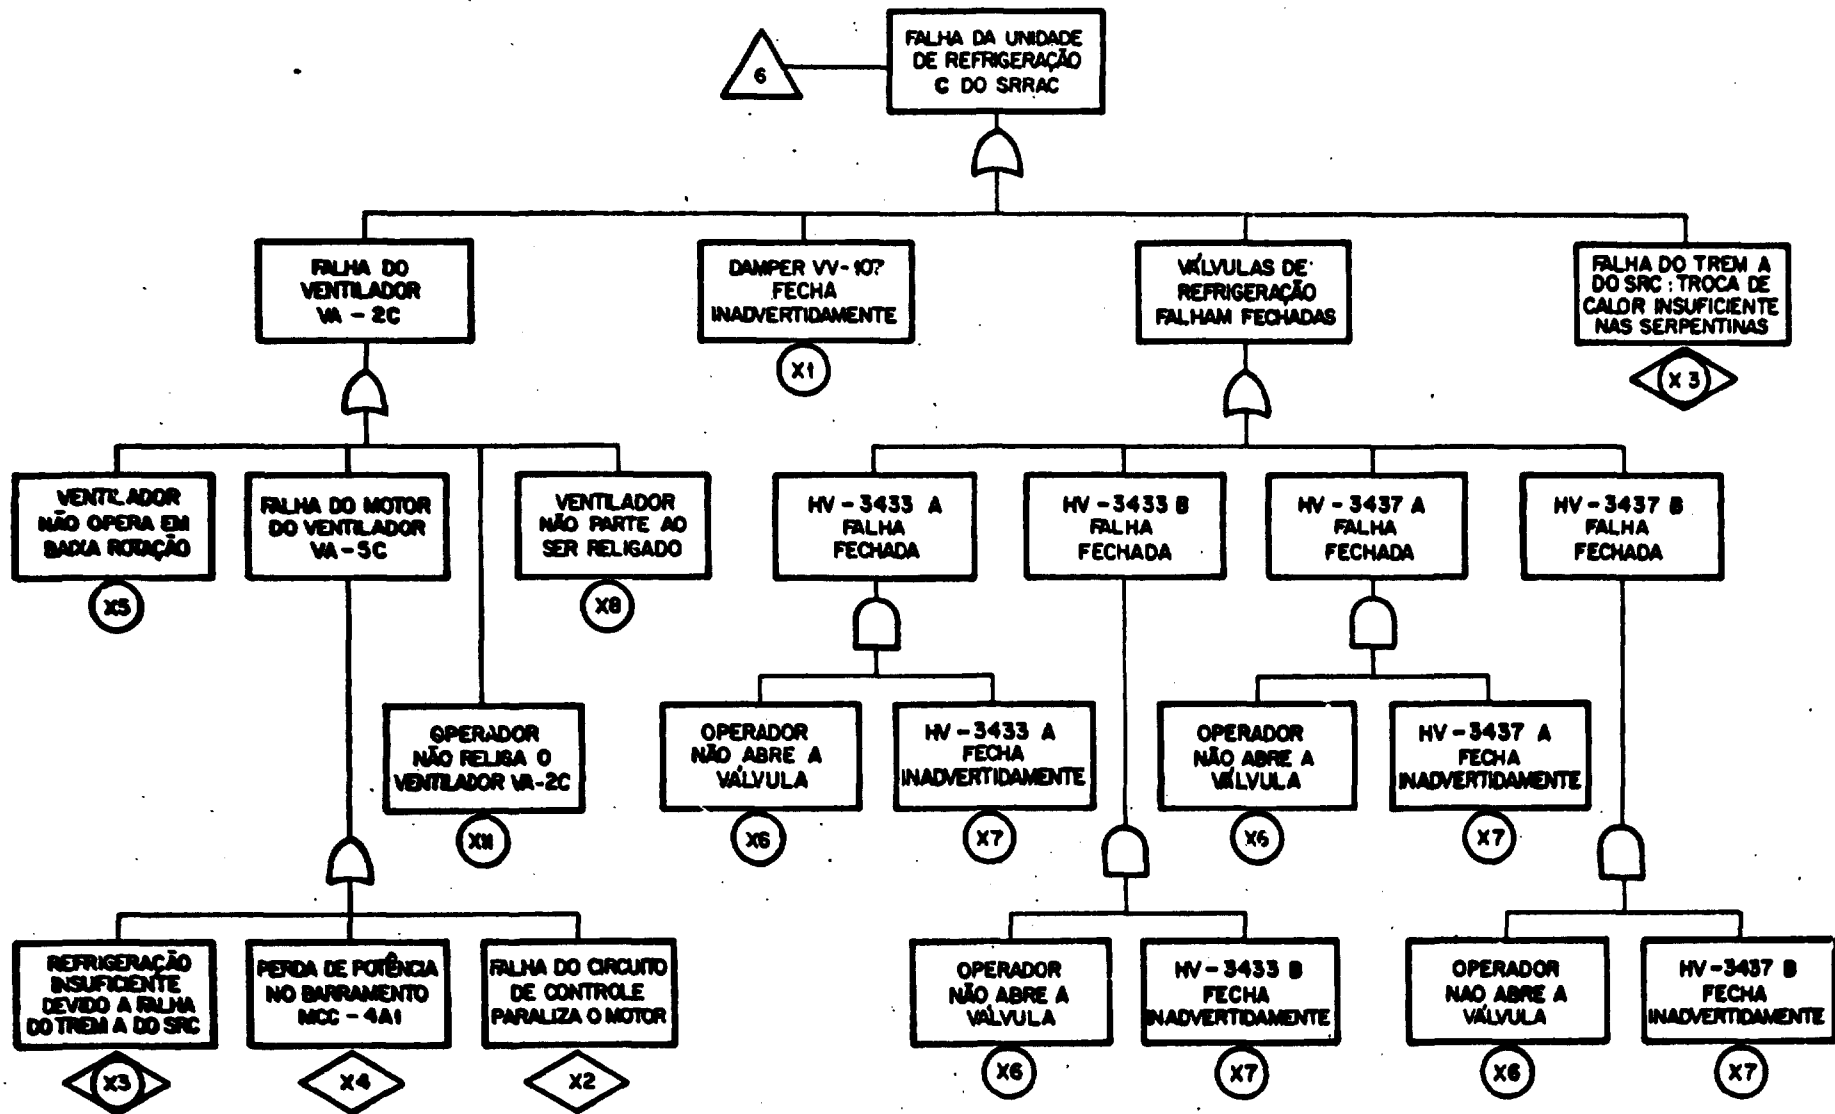 6
FALHA DA UNIDADE
DE REFRIGERAÇÃO
C DO SRRAC
FALHA DO
VENTILADOR
VA - 2C
DAMPER VV-107
FECHA
INADVERTIDAMENTE
X1
VÁLVULAS DE
REFRIGERAÇÃO
FALHAM FECHADAS
FALHA DO TREM A
DO SRC : TROCA DE
CALOR INSUFICIENTE
NAS SERPENTINAS
X3
VENTILADOR
NÃO OPERA EM
BAIXA ROTAÇÃO
X5
FALHA DO MOTOR
DO VENTILADOR
VA-5C
VENTILADOR
NÃO PARTE AO
SER RELIGADO
X8
HV-3433 A
FALHA
FECHADA
HV-3433 B
FALHA
FECHADA
HV-3437 A
FALHA
FECHADA
HV-3437 B
FALHA
FECHADA
OPERADOR
NÃO RELIGA O
VENTILADOR VA-2C
X11
OPERADOR
NÃO ABRE A
VÁLVULA
X6
HV-3433 A
FECHA
INADVERTIDAMENTE
X7
OPERADOR
NÃO ABRE A
VÁLVULA
X6
HV-3437 A
FECHA
INADVERTIDAMENTE
X7
REFRIGERAÇÃO
INSUFICIENTE
DEVIDO A FALHA
DO TREM A DO SRC
X3
PERDA DE POTÊNCIA
NO BARRAMENTO
MCC-4A1
X4
FALHA DO CIRCUITO
DE CONTROLE
PARALIZA O MOTOR
X2
OPERADOR
NÃO ABRE A
VÁLVULA
X6
HV-3433 B
FECHA
INADVERTIDAMENTE
X7
OPERADOR
NAO ABRE A
VÁLVULA
X6
HV-3437 B
FECHA
INADVERTIDAMENTE
X7